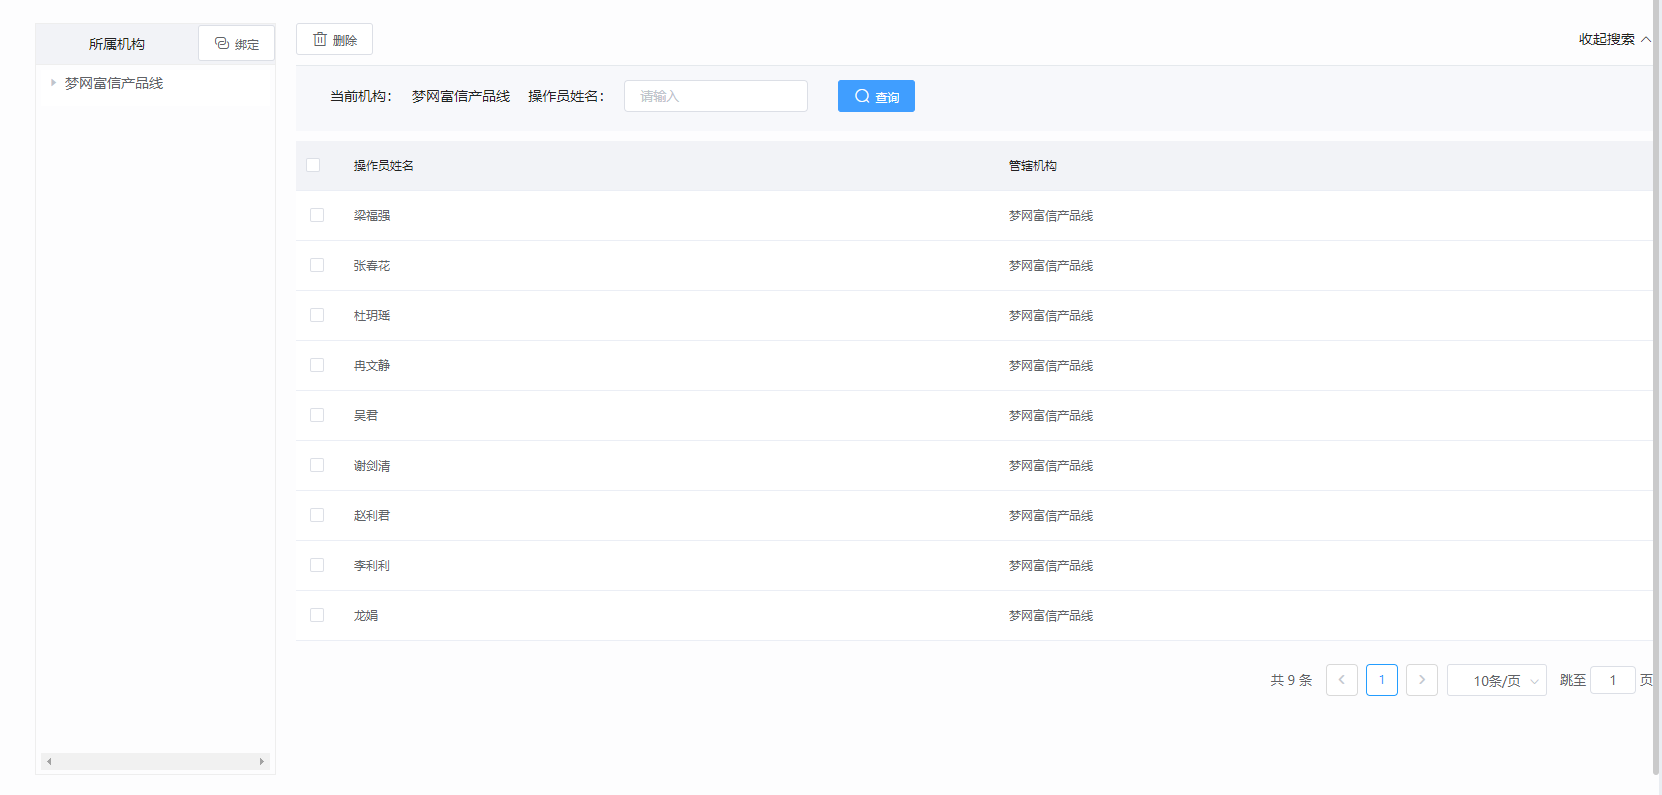 所属机构
绑定
梦网富信产品线
删除
收起搜索
当前机构： 梦网富信产品线 操作员姓名： 请输入 查询
操作员姓名 管辖机构
梁福强 梦网富信产品线
张春花 梦网富信产品线
杜玥瑶 梦网富信产品线
冉文静 梦网富信产品线
吴君 梦网富信产品线
谢剑清 梦网富信产品线
赵利君 梦网富信产品线
李利利 梦网富信产品线
龙娟 梦网富信产品线
共 9 条 1 10条/页 跳至 1 页